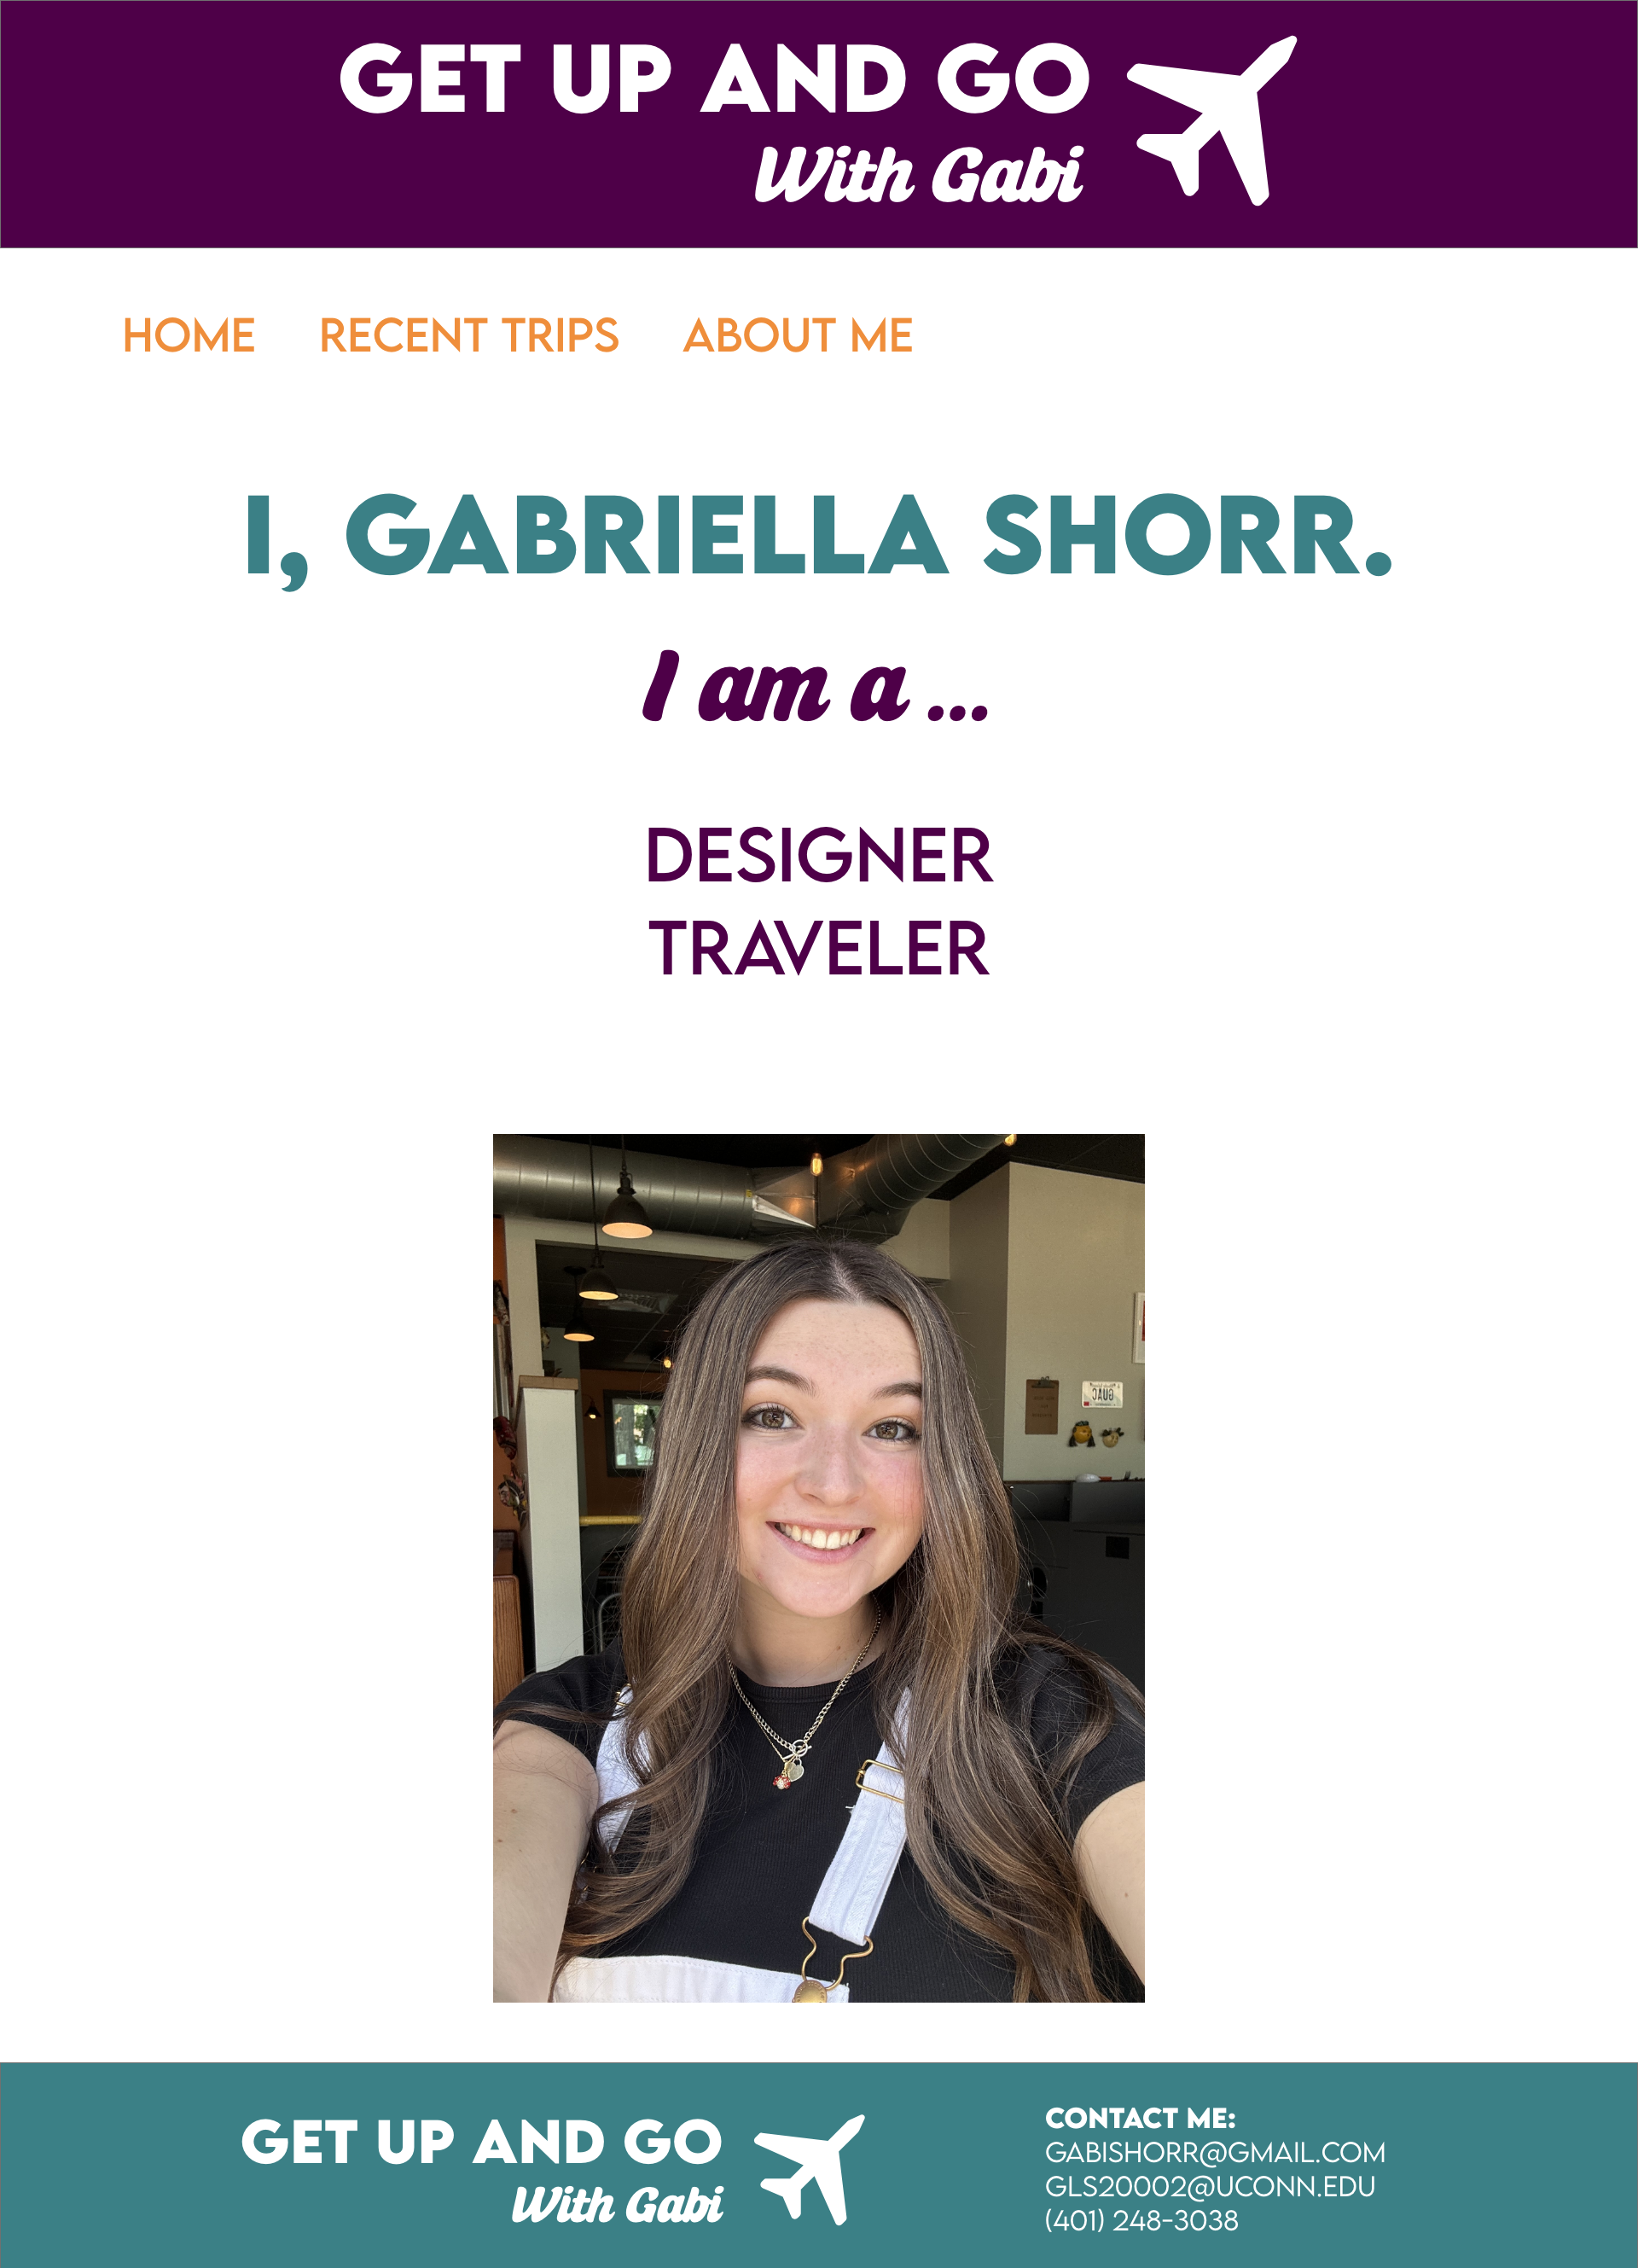 GET UP AND GO
With Gabi
HOME RECENT TRIPS ABOUT ME
I, GABRIELLA SHORR.
I am a ...
DESIGNER
TRAVELER
GUAC
GET UP AND GO
With Gabi
CONTACT ME:
GABISHORR@GMAIL.COM
GLS20002@UCONN.EDU
(401) 248-3038